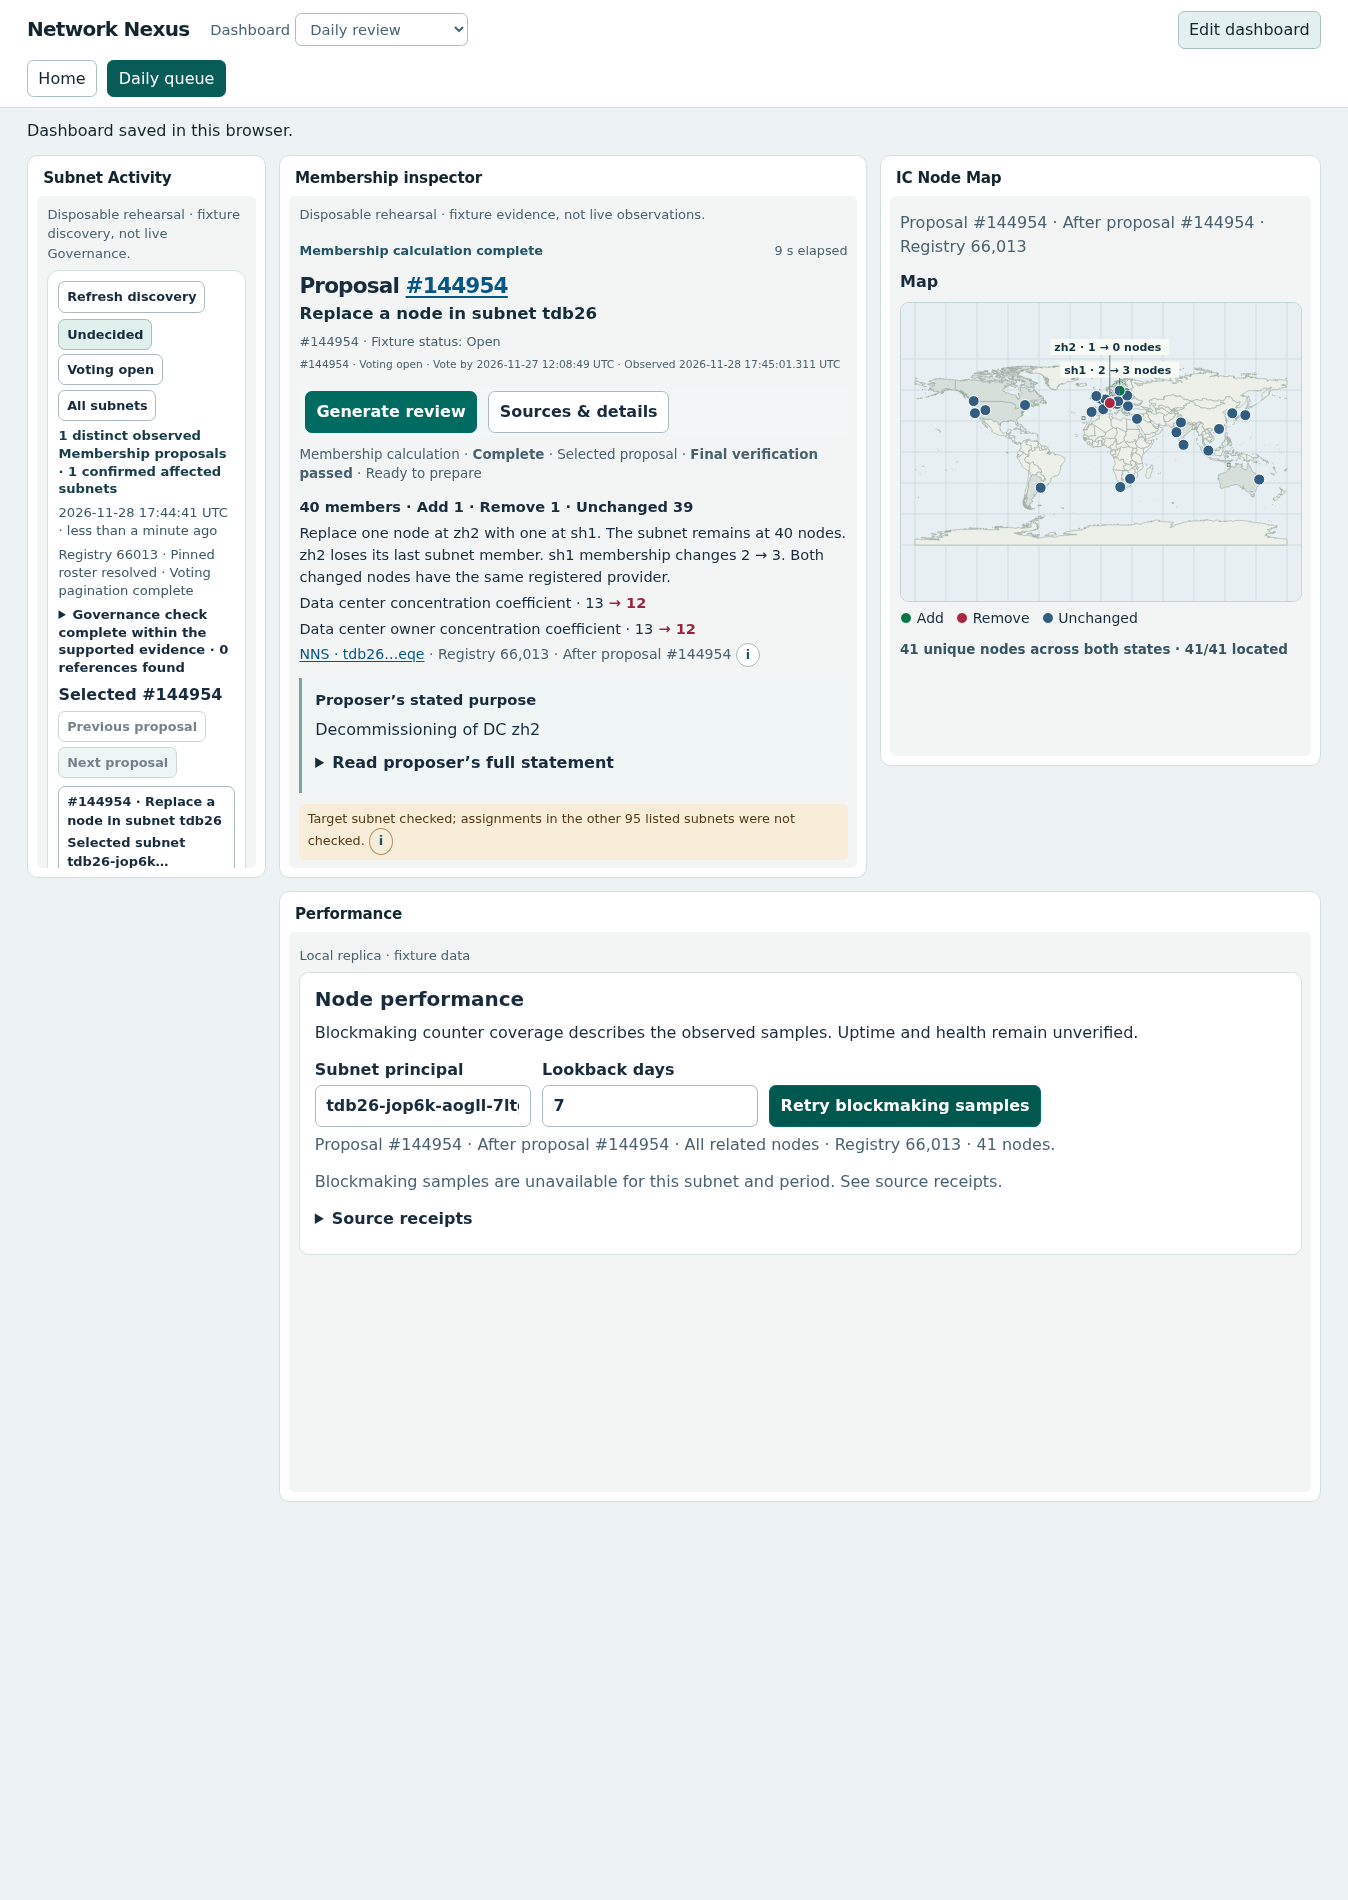 Network Nexus
Dashboard
Daily review
Edit dashboard
Home
Daily queue
Dashboard saved in this browser.
Subnet Activity
Disposable rehearsal · fixture
discovery, not live
Governance.
Refresh discovery
Undecided
Voting open
All subnets
1 distinct observed
Membership proposals
· 1 confirmed affected
subnets
2026-11-28 17:44:41 UTC
· less than a minute ago
Registry 66013 · Pinned
roster resolved · Voting
pagination complete
▶ Governance check
complete within the
supported evidence · 0
references found
Selected #144954
Previous proposal
Next proposal
#144954 · Replace a
node in subnet tdb26
Selected subnet
tdb26-jop6k…
Membership inspector
Disposable rehearsal · fixture evidence, not live observations.
Membership calculation complete
9 s elapsed
Proposal #144954
Replace a node in subnet tdb26
#144954 · Fixture status: Open
#144954 · Voting open · Vote by 2026-11-27 12:08:49 UTC · Observed 2026-11-28 17:45:01.311 UTC
Generate review
Sources & details
Membership calculation · Complete · Selected proposal · Final verification
passed · Ready to prepare
40 members · Add 1 · Remove 1 · Unchanged 39
Replace one node at zh2 with one at sh1. The subnet remains at 40 nodes.
zh2 loses its last subnet member. sh1 membership changes 2 → 3. Both
changed nodes have the same registered provider.
Data center concentration coefficient · 13 → 12
Data center owner concentration coefficient · 13 → 12
NNS · tdb26…eqe · Registry 66,013 · After proposal #144954 i
Proposer’s stated purpose
Decommissioning of DC zh2
▶ Read proposer’s full statement
Target subnet checked; assignments in the other 95 listed subnets were not
checked. i
IC Node Map
Proposal #144954 · After proposal #144954 ·
Registry 66,013
Map
zh2 · 1 → 0 nodes
sh1 · 2 → 3 nodes
Add
Remove
Unchanged
41 unique nodes across both states · 41/41 located
Performance
Local replica · fixture data
Node performance
Blockmaking counter coverage describes the observed samples. Uptime and health remain unverified.
Subnet principal
Lookback days
tdb26-jop6k-aogll-7lt
7
Retry blockmaking samples
Proposal #144954 · After proposal #144954 · All related nodes · Registry 66,013 · 41 nodes.
Blockmaking samples are unavailable for this subnet and period. See source receipts.
▶ Source receipts